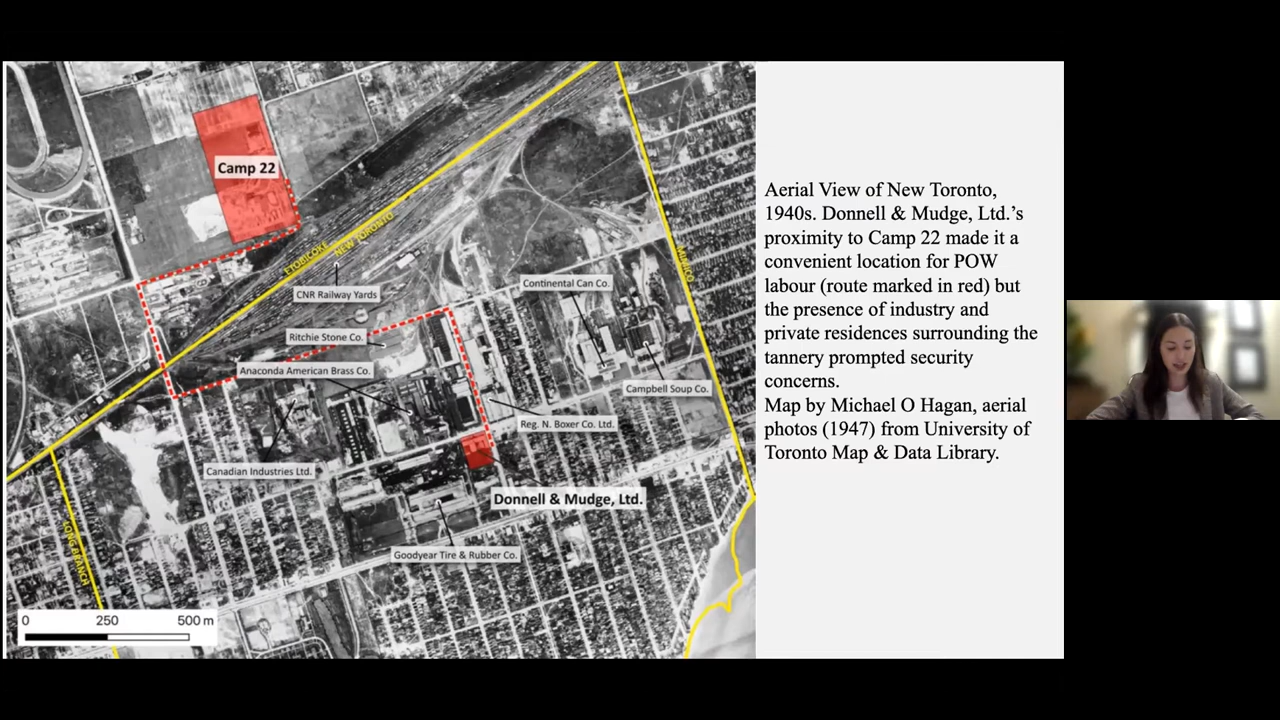 Camp 22
ETOBICOKE
NEW TORONTO
MIMICO
CNR Railway Yards
Continental Can Co.
Ritchie Stone Co.
Anaconda American Brass Co.
Campbell Soup Co.
Reg. N. Boxer Co. Ltd.
Canadian Industries Ltd.
Donnell & Mudge, Ltd.
Goodyear Tire & Rubber Co.
LONG BRANCH
0 250 500 m
Aerial View of New Toronto,
1940s. Donnell & Mudge, Ltd.’s
proximity to Camp 22 made it a
convenient location for POW
labour (route marked in red) but
the presence of industry and
private residences surrounding the
tannery prompted security
concerns.
Map by Michael O Hagan, aerial
photos (1947) from University of
Toronto Map & Data Library.